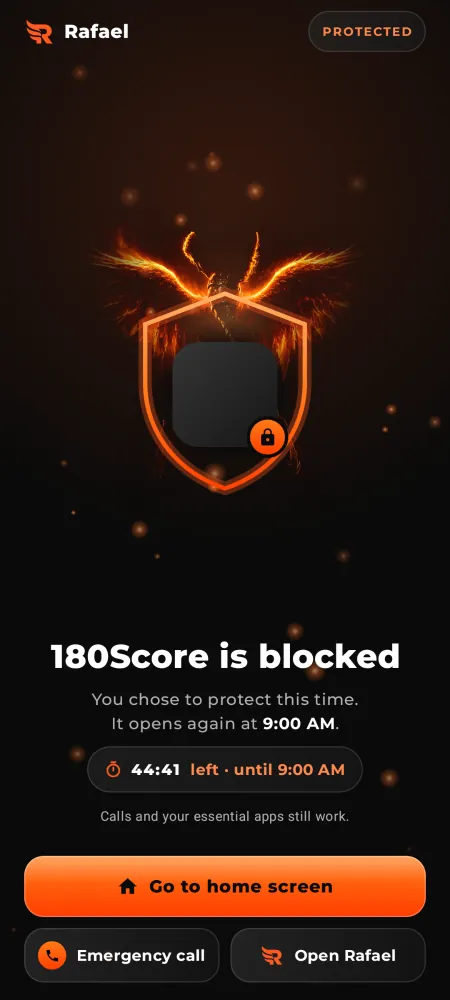 Rafael
PROTECTED
180Score is blocked
You chose to protect this time.
It opens again at 9:00 AM.
44:41 left · until 9:00 AM
Calls and your essential apps still work.
Go to home screen
Emergency call
Open Rafael